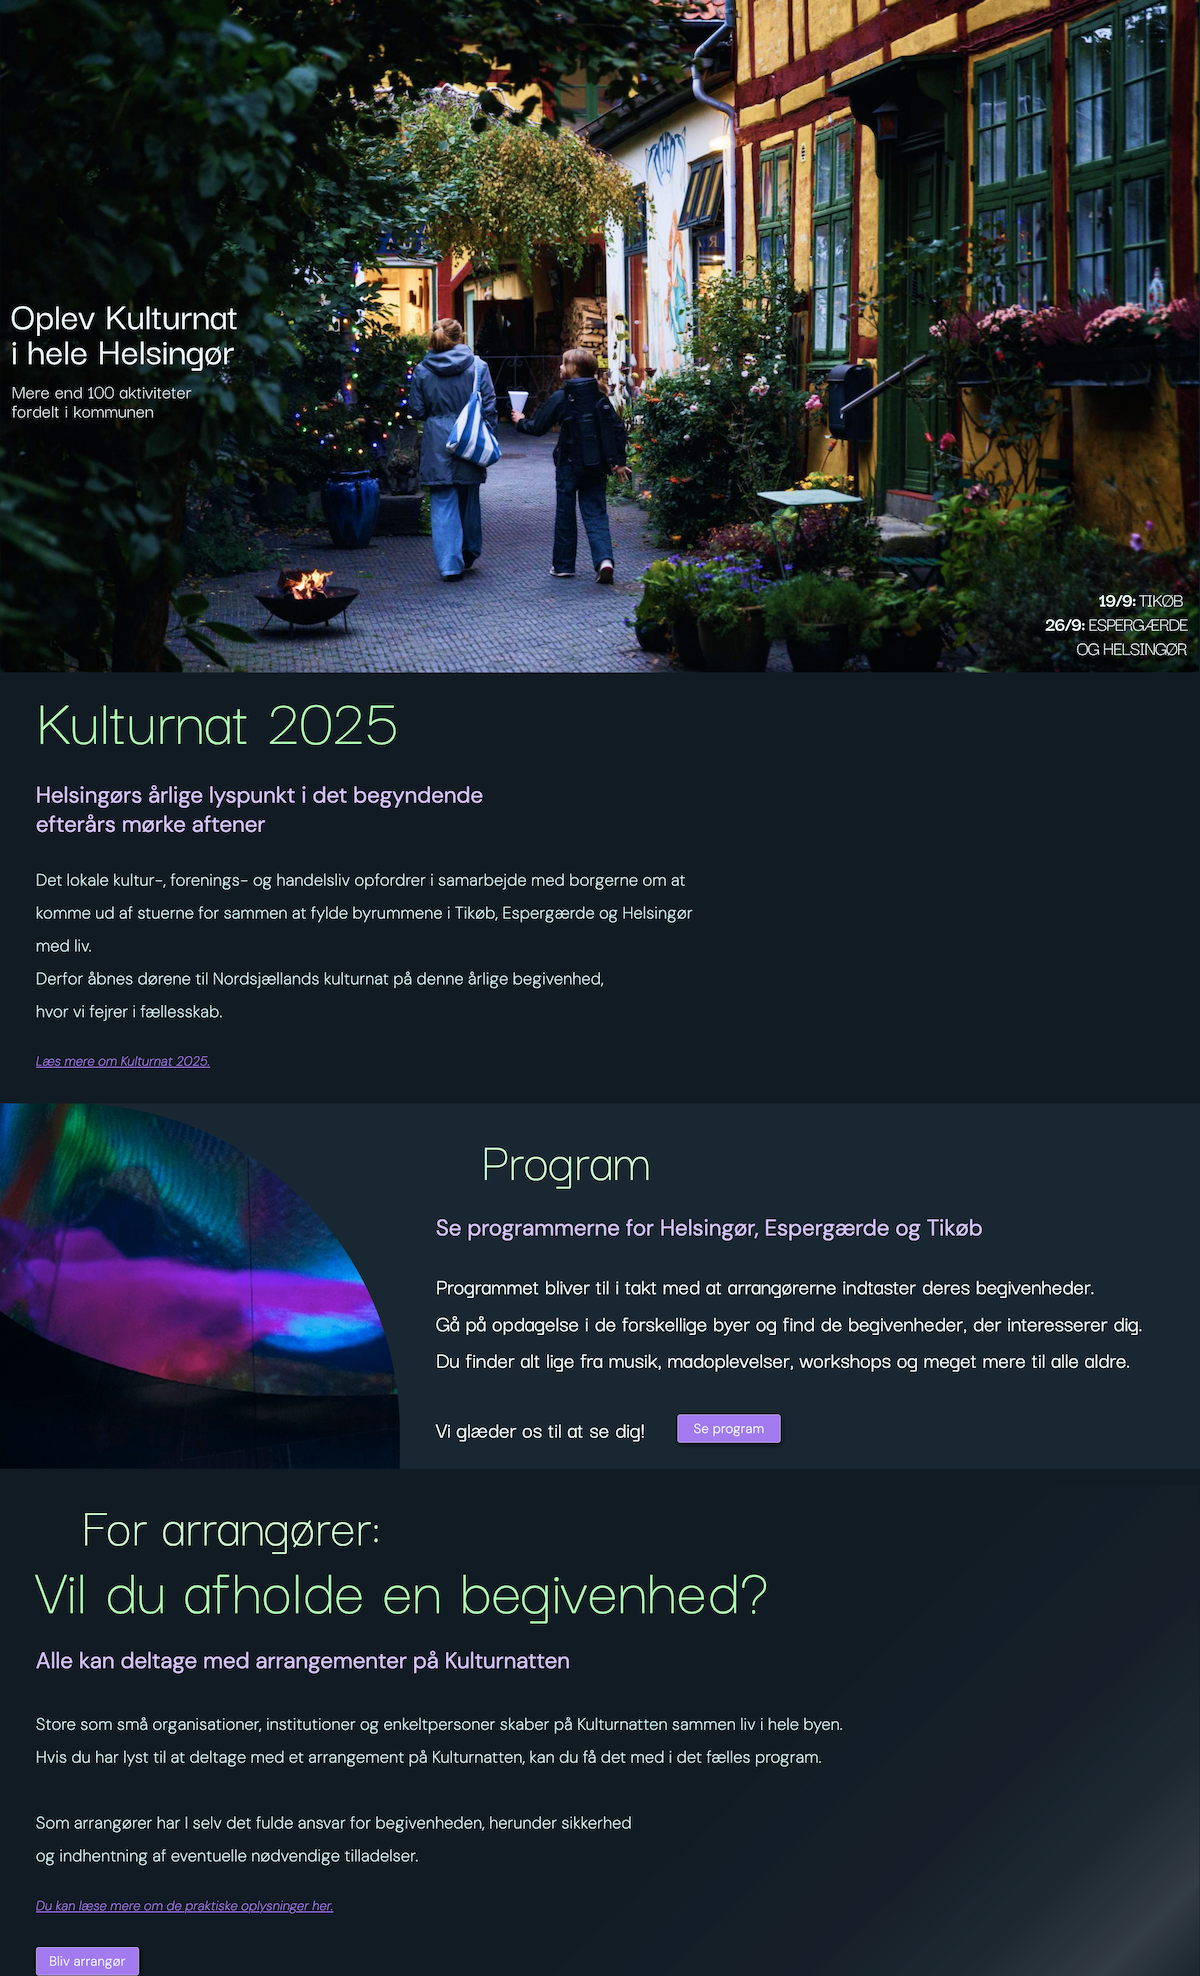 Oplev Kulturnat
i hele Helsingør
Mere end 100 aktiviteter
fordelt i kommunen
19/9: TIKØB
26/9: ESPERGÆRDE
OG HELSINGØR
Kulturnat 2025
Helsingørs årlige lyspunkt i det begyndende
efterårs mørke aftener
Det lokale kultur-, forenings- og handelsliv opfordrer i samarbejde med borgerne om at
komme ud af stuerne for sammen at fylde byrummene i Tikøb, Espergærde og Helsingør
med liv.
Derfor åbnes dørene til Nordsjællands kulturnat på denne årlige begivenhed,
hvor vi fejrer i fællesskab.
Læs mere om Kulturnat 2025.
Program
Se programmerne for Helsingør, Espergærde og Tikøb
Programmet bliver til i takt med at arrangørerne indtaster deres begivenheder.
Gå på opdagelse i de forskellige byer og find de begivenheder, der interesserer dig.
Du finder alt lige fra musik, madoplevelser, workshops og meget mere til alle aldre.
Vi glæder os til at se dig!
Se program
For arrangører:
Vil du afholde en begivenhed?
Alle kan deltage med arrangementer på Kulturnatten
Store som små organisationer, institutioner og enkeltpersoner skaber på Kulturnatten sammen liv i hele byen.
Hvis du har lyst til at deltage med et arrangement på Kulturnatten, kan du få det med i det fælles program.
Som arrangører har I selv det fulde ansvar for begivenheden, herunder sikkerhed
og indhentning af eventuelle nødvendige tilladelser.
Du kan læse mere om de praktiske oplysninger her.
Bliv arrangør